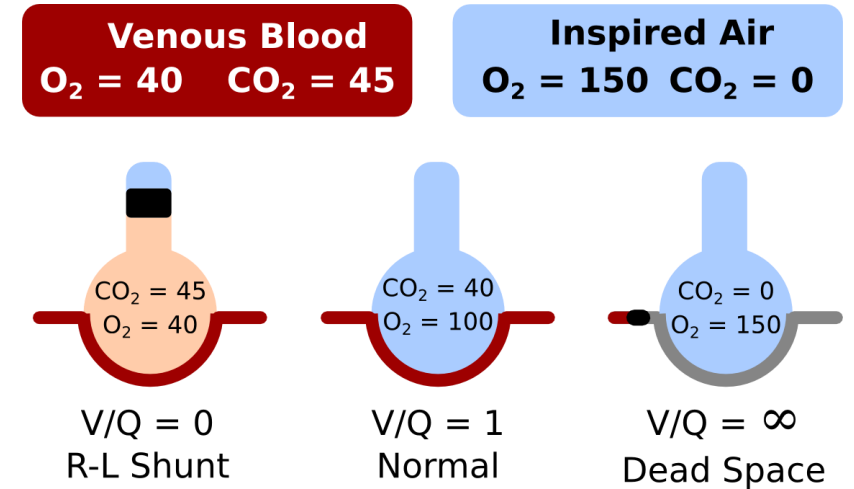 Venous Blood
O₂ = 40 CO₂ = 45
Inspired Air
O₂ = 150 CO₂ = 0
CO₂ = 45
O₂ = 40
V/Q = 0
R-L Shunt
CO₂ = 40
O₂ = 100
V/Q = 1
Normal
CO₂ = 0
O₂ = 150
V/Q = ∞
Dead Space